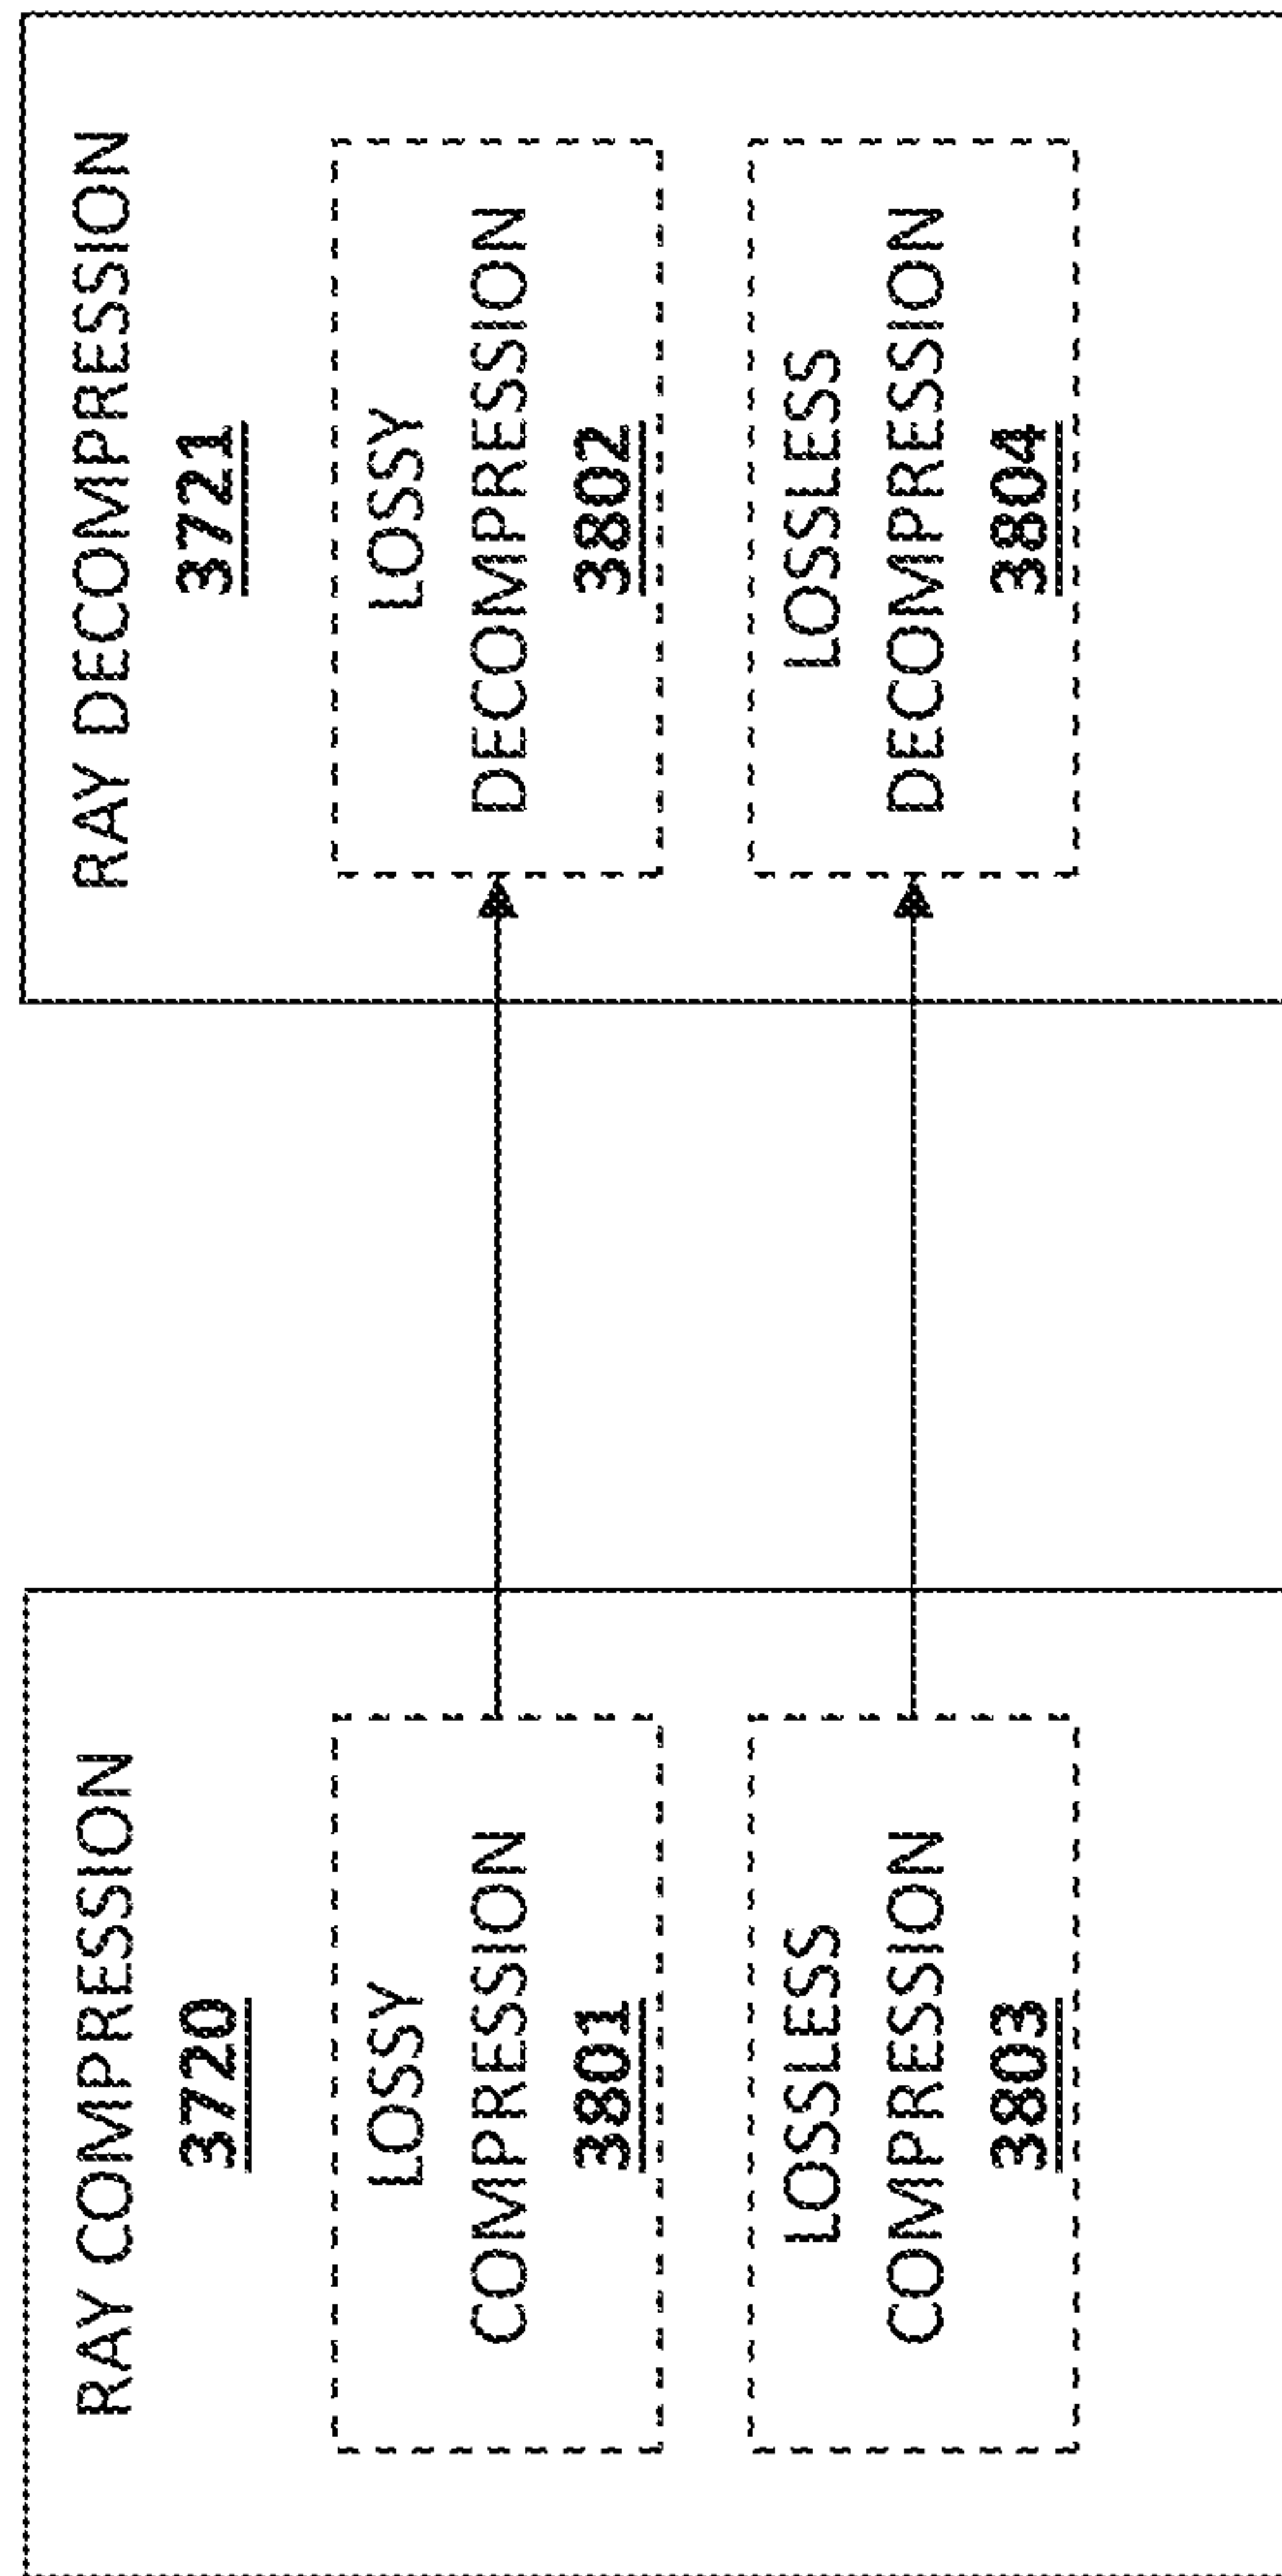 RAY COMPRESSION
3720
LOSSY
COMPRESSION
3801
LOSSLESS
COMPRESSION
3803
RAY DECOMPRESSION
3721
LOSSY
DECOMPRESSION
3802
LOSSLESS
DECOMPRESSION
3804